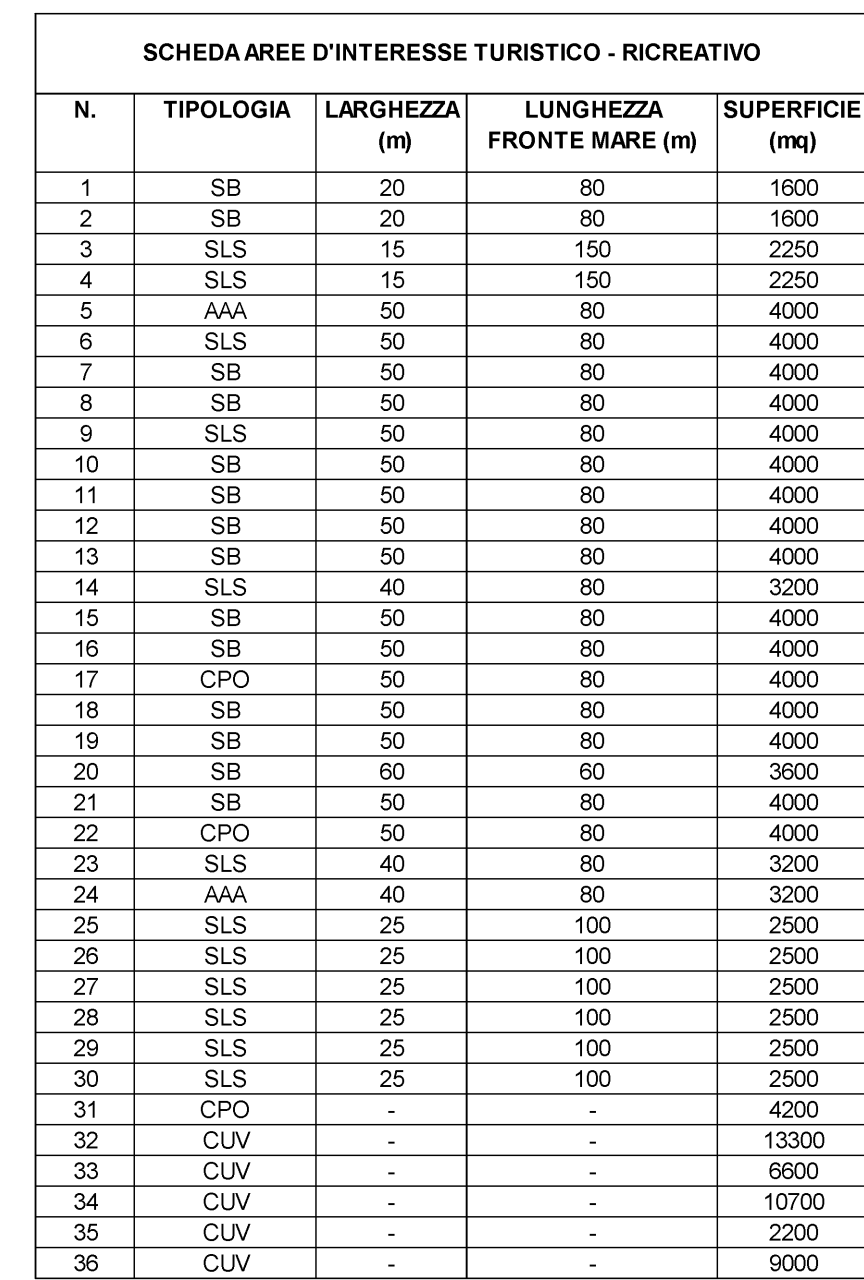 SCHEDA AREE D'INTERESSE TURISTICO - RICREATIVO
N. TIPOLOGIA LARGHEZZA LUNGHEZZA SUPERFICIE
(m) FRONTE MARE (m) (mq)
1 SB 20 80 1600
2 SB 20 80 1600
3 SLS 15 150 2250
4 SLS 15 150 2250
5 AAA 50 80 4000
6 SLS 50 80 4000
7 SB 50 80 4000
8 SB 50 80 4000
9 SLS 50 80 4000
10 SB 50 80 4000
11 SB 50 80 4000
12 SB 50 80 4000
13 SB 50 80 4000
14 SLS 40 80 3200
15 SB 50 80 4000
16 SB 50 80 4000
17 CPO 50 80 4000
18 SB 50 80 4000
19 SB 50 80 4000
20 SB 60 60 3600
21 SB 50 80 4000
22 CPO 50 80 4000
23 SLS 40 80 3200
24 AAA 40 80 3200
25 SLS 25 100 2500
26 SLS 25 100 2500
27 SLS 25 100 2500
28 SLS 25 100 2500
29 SLS 25 100 2500
30 SLS 25 100 2500
31 CPO - - 4200
32 CUV - - 13300
33 CUV - - 6600
34 CUV - - 10700
35 CUV - - 2200
36 CUV - - 9000